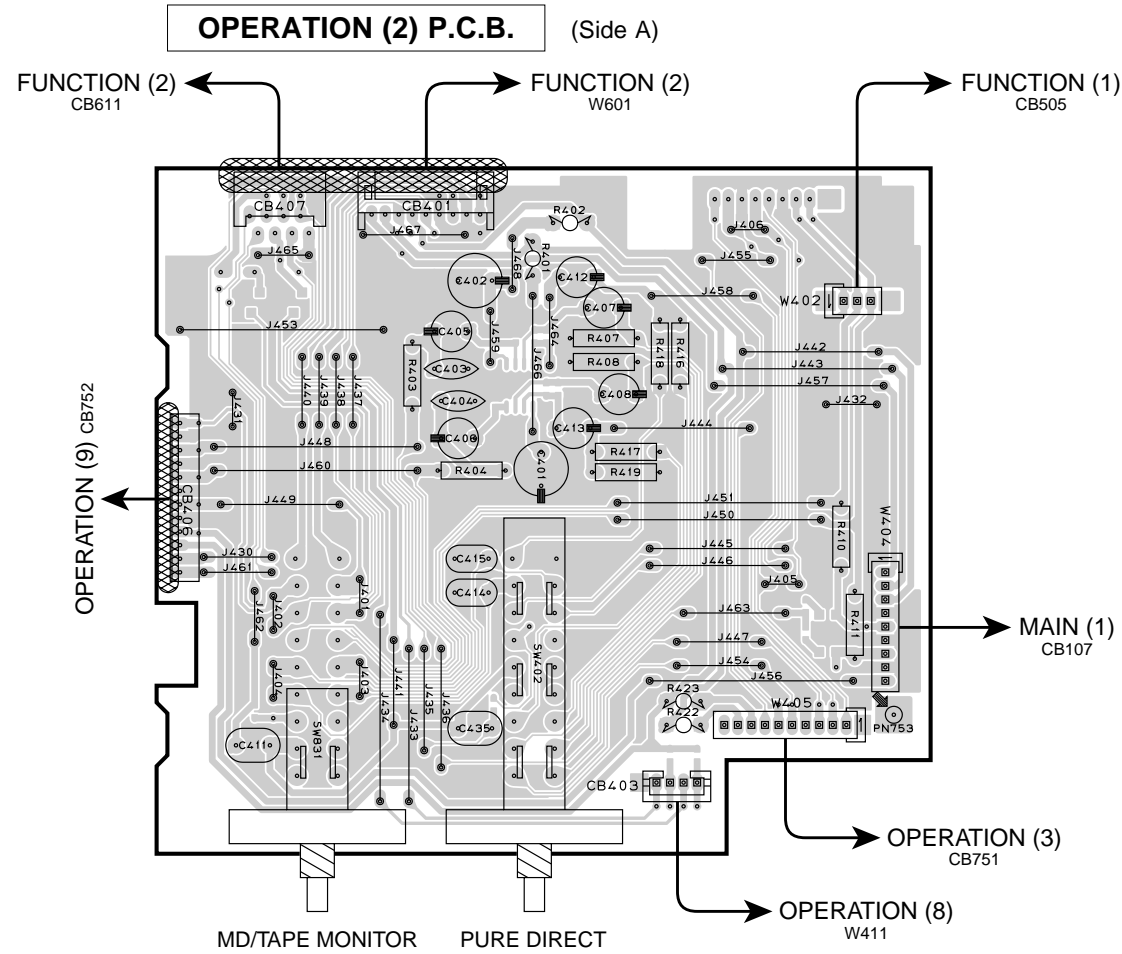 OPERATION (2) P.C.B.
(Side A)
FUNCTION (2)
CB611
FUNCTION (2)
W601
FUNCTION (1)
CB505
CB407
CB401
R402
J467
J406
J465
J468
R401
J455
C402
C412
J458
W402
1
C407
J453
C405
J459
J464
R407
R418
R416
J442
J466
R408
J443
C403
R403
J440
J439
J438
J437
J457
C408
C404
J431
J432
OPERATION (9) CB752
C406
C413
J444
J448
R417
J460
R404
C401
R419
CB406
J449
J451
J450
R410
W404
J445
C415
J430
J446
1
J461
J405
C414
J401
J462
J402
J463
R411
MAIN (1)
CB107
J447
SW402
J454
J404
J403
J441
J435
J436
J456
J434
J433
R423
W405
R422
C435
1
PN753
C411
SW831
CB403
OPERATION (3)
CB751
OPERATION (8)
W411
MD/TAPE MONITOR
PURE DIRECT